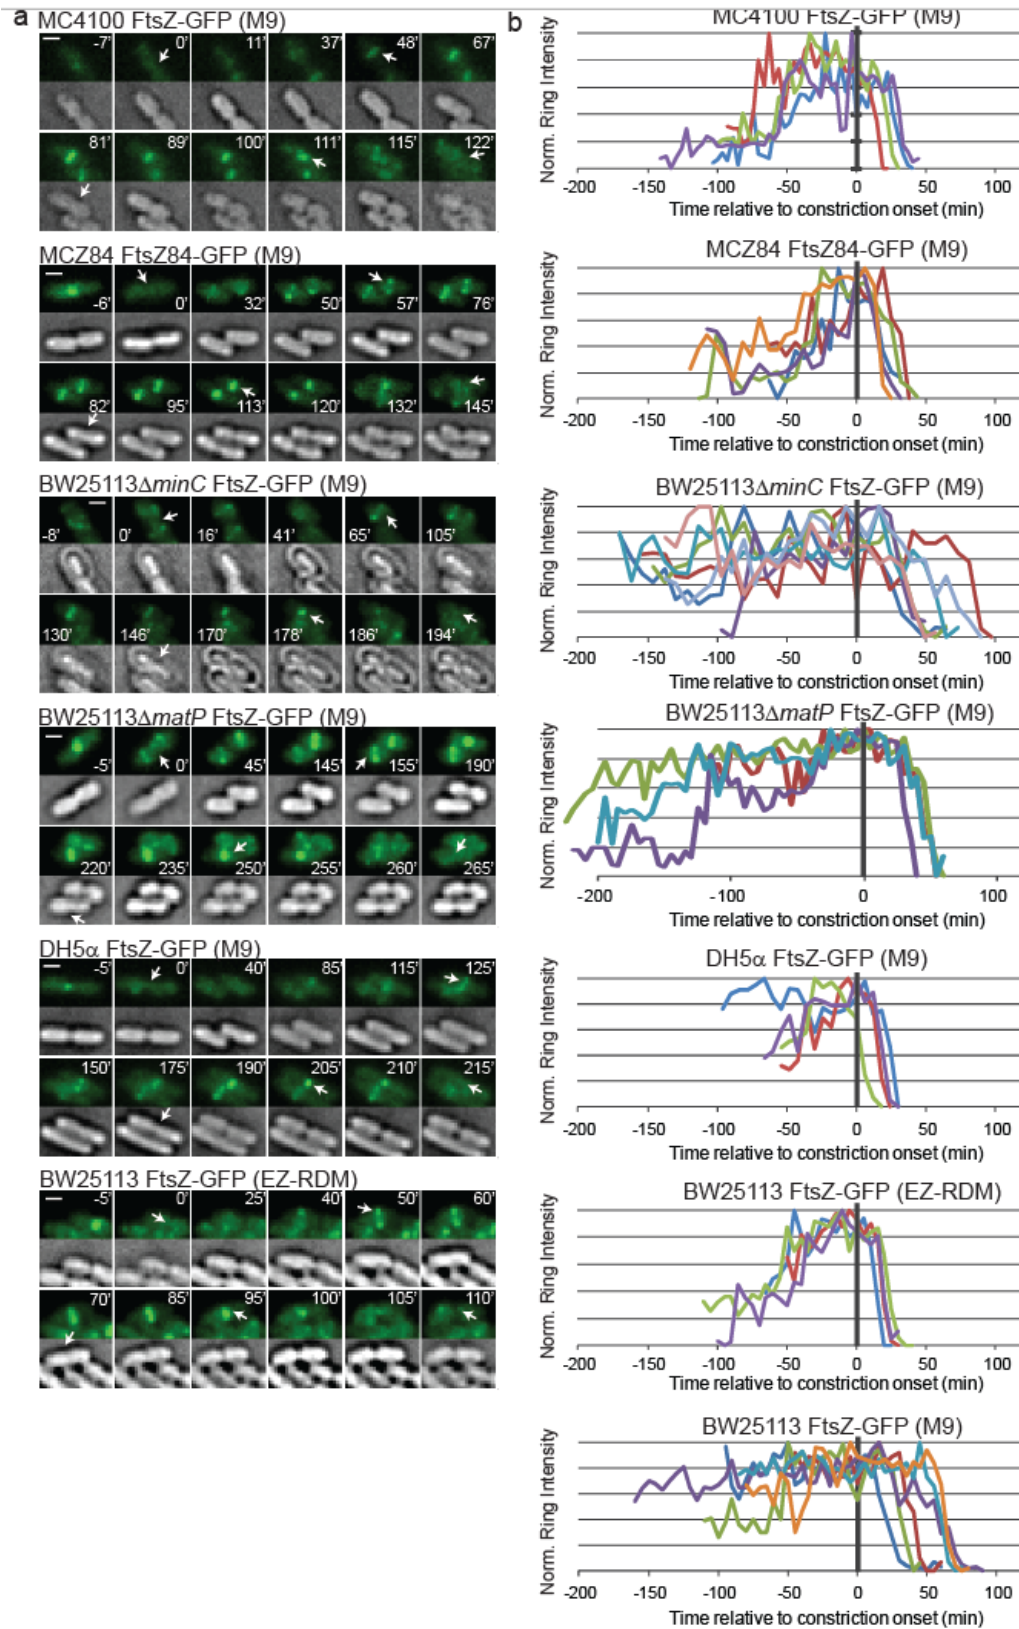 a
MC4100 FtsZ-GFP (M9)
-7' 0' 11' 37' 48' 67'
81' 89' 100' 111' 115' 122'
MCZ84 FtsZ84-GFP (M9)
-6' 0' 32' 50' 57' 76'
82' 95' 113' 120' 132' 145'
BW25113ΔminC FtsZ-GFP (M9)
-8' 0' 16' 41' 65' 105'
130' 146' 170' 178' 186' 194'
BW25113ΔmatP FtsZ-GFP (M9)
-5' 0' 45' 145' 155' 190'
220' 235' 250' 255' 260' 265'
DH5α FtsZ-GFP (M9)
-5' 0' 40' 85' 115' 125'
150' 175' 190' 205' 210' 215'
BW25113 FtsZ-GFP (EZ-RDM)
-5' 0' 25' 40' 50' 60'
70' 85' 95' 100' 105' 110'
b
MC4100 FtsZ-GFP (M9)
Norm. Ring Intensity
-200 -150 -100 -50 0 50 100
Time relative to constriction onset (min)
MCZ84 FtsZ84-GFP (M9)
Norm. Ring Intensity
-200 -150 -100 -50 0 50 100
Time relative to constriction onset (min)
BW25113ΔminC FtsZ-GFP (M9)
Norm. Ring Intensity
-200 -150 -100 -50 0 50 100
Time relative to constriction onset (min)
BW25113ΔmatP FtsZ-GFP (M9)
Norm. Ring Intensity
-200 -100 0 100
Time relative to constriction onset (min)
DH5α FtsZ-GFP (M9)
Norm. Ring Intensity
-200 -150 -100 -50 0 50 100
Time relative to constriction onset (min)
BW25113 FtsZ-GFP (EZ-RDM)
Norm. Ring Intensity
-200 -150 -100 -50 0 50 100
Time relative to constriction onset (min)
BW25113 FtsZ-GFP (M9)
Norm. Ring Intensity
-200 -150 -100 -50 0 50 100
Time relative to constriction onset (min)